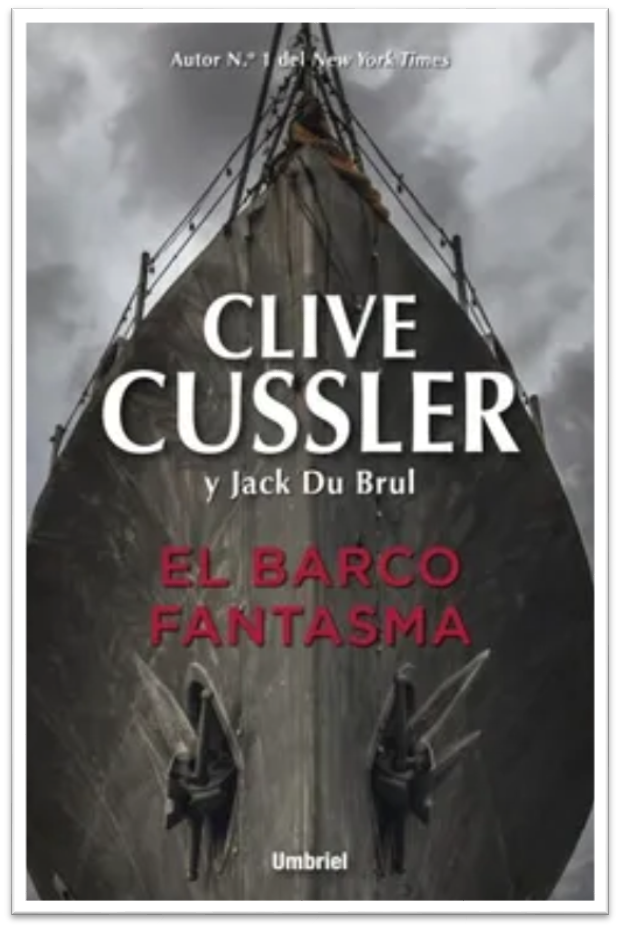 Autor N.º 1 del New York Times
CLIVE
CUSSLER
y Jack Du Brul
EL BARCO
FANTASMA
Umbriel